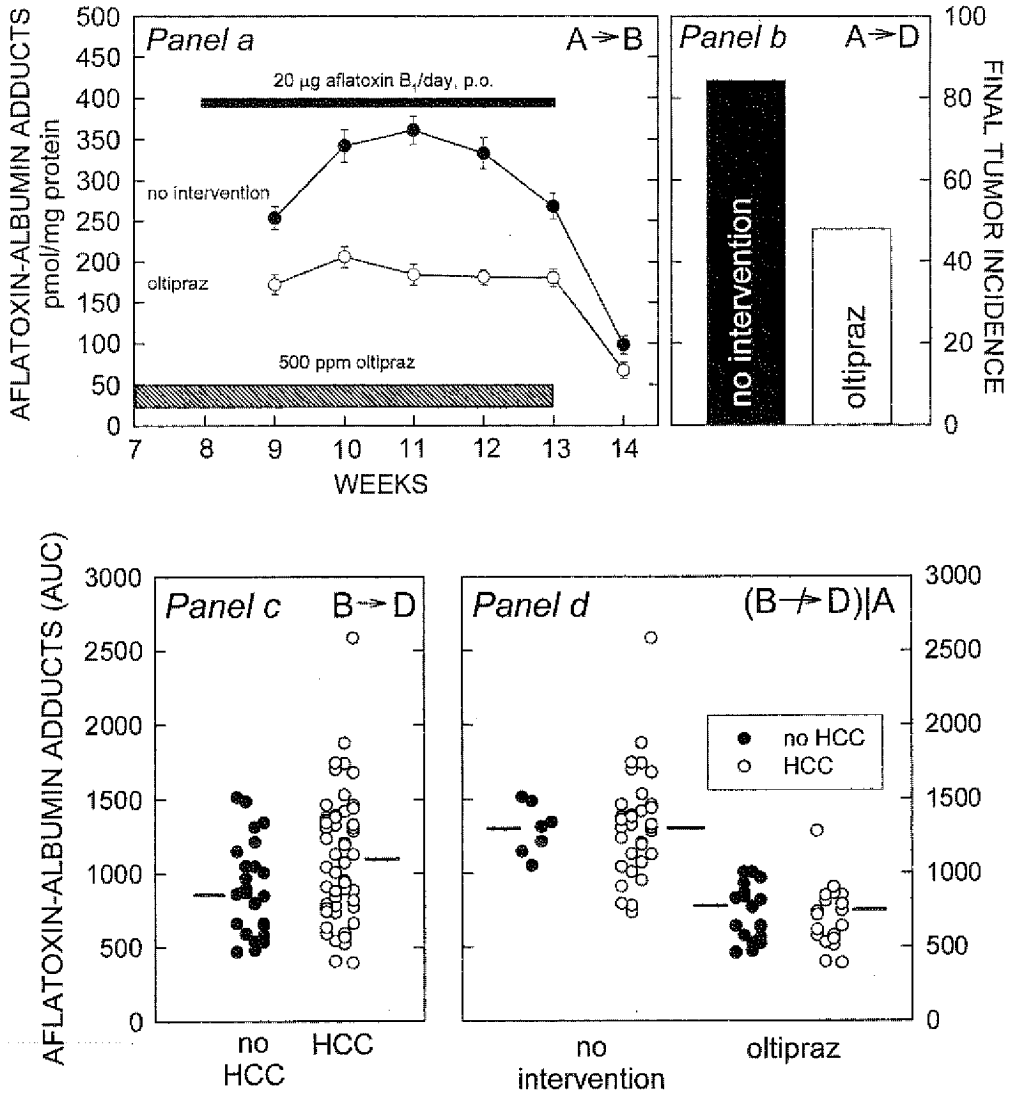 AFLATOXIN-ALBUMIN ADDUCTS
pmol/mg protein
500
450
400
350
300
250
200
150
100
50
0
Panel a
A → B
20 µg aflatoxin B1/day, p.o.
no intervention
oltipraz
500 ppm oltipraz
7 8 9 10 11 12 13 14
WEEKS
Panel b
A → D
no intervention
oltipraz
100
80
60
40
20
0
FINAL TUMOR INCIDENCE
AFLATOXIN-ALBUMIN ADDUCTS (AUC)
3000
2500
2000
1500
1000
500
0
Panel c
B → D
no
HCC
HCC
Panel d
(B ↛ D)|A
no HCC
HCC
no
intervention
oltipraz
3000
2500
2000
1500
1000
500
0